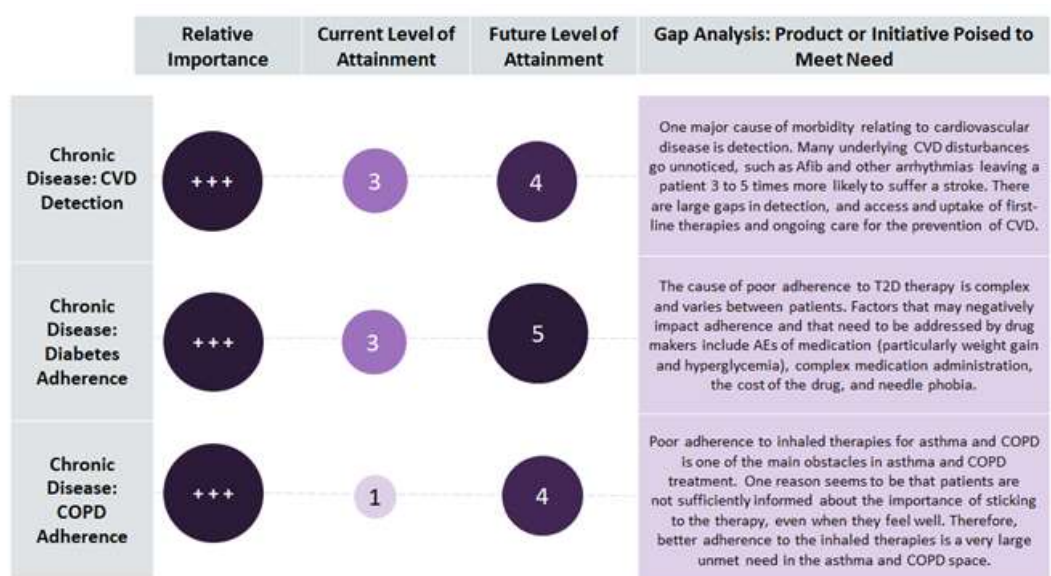 Relative
Importance
Current Level of
Attainment
Future Level of
Attainment
Gap Analysis: Product or Initiative Poised to
Meet Need
Chronic
Disease: CVD
Detection
+++
3
4
One major cause of morbidity relating to cardiovascular
disease is detection. Many underlying CVD disturbances
go unnoticed, such as Afib and other arrhythmias leaving a
patient 3 to 5 times more likely to suffer a stroke. There
are large gaps in detection, and access and uptake of first-
line therapies and ongoing care for the prevention of CVD.
Chronic
Disease:
Diabetes
Adherence
+++
3
5
The cause of poor adherence to T2D therapy is complex
and varies between patients. Factors that may negatively
impact adherence and that need to be addressed by drug
makers include AEs of medication (particularly weight gain
and hyperglycemia), complex medication administration,
the cost of the drug, and needle phobia.
Chronic
Disease:
COPD
Adherence
+++
1
4
Poor adherence to inhaled therapies for asthma and COPD
is one of the main obstacles in asthma and COPD
treatment. One reason seems to be that patients are
not sufficiently informed about the importance of sticking
to the therapy, even when they feel well. Therefore,
better adherence to the inhaled therapies is a very large
unmet need in the asthma and COPD space.